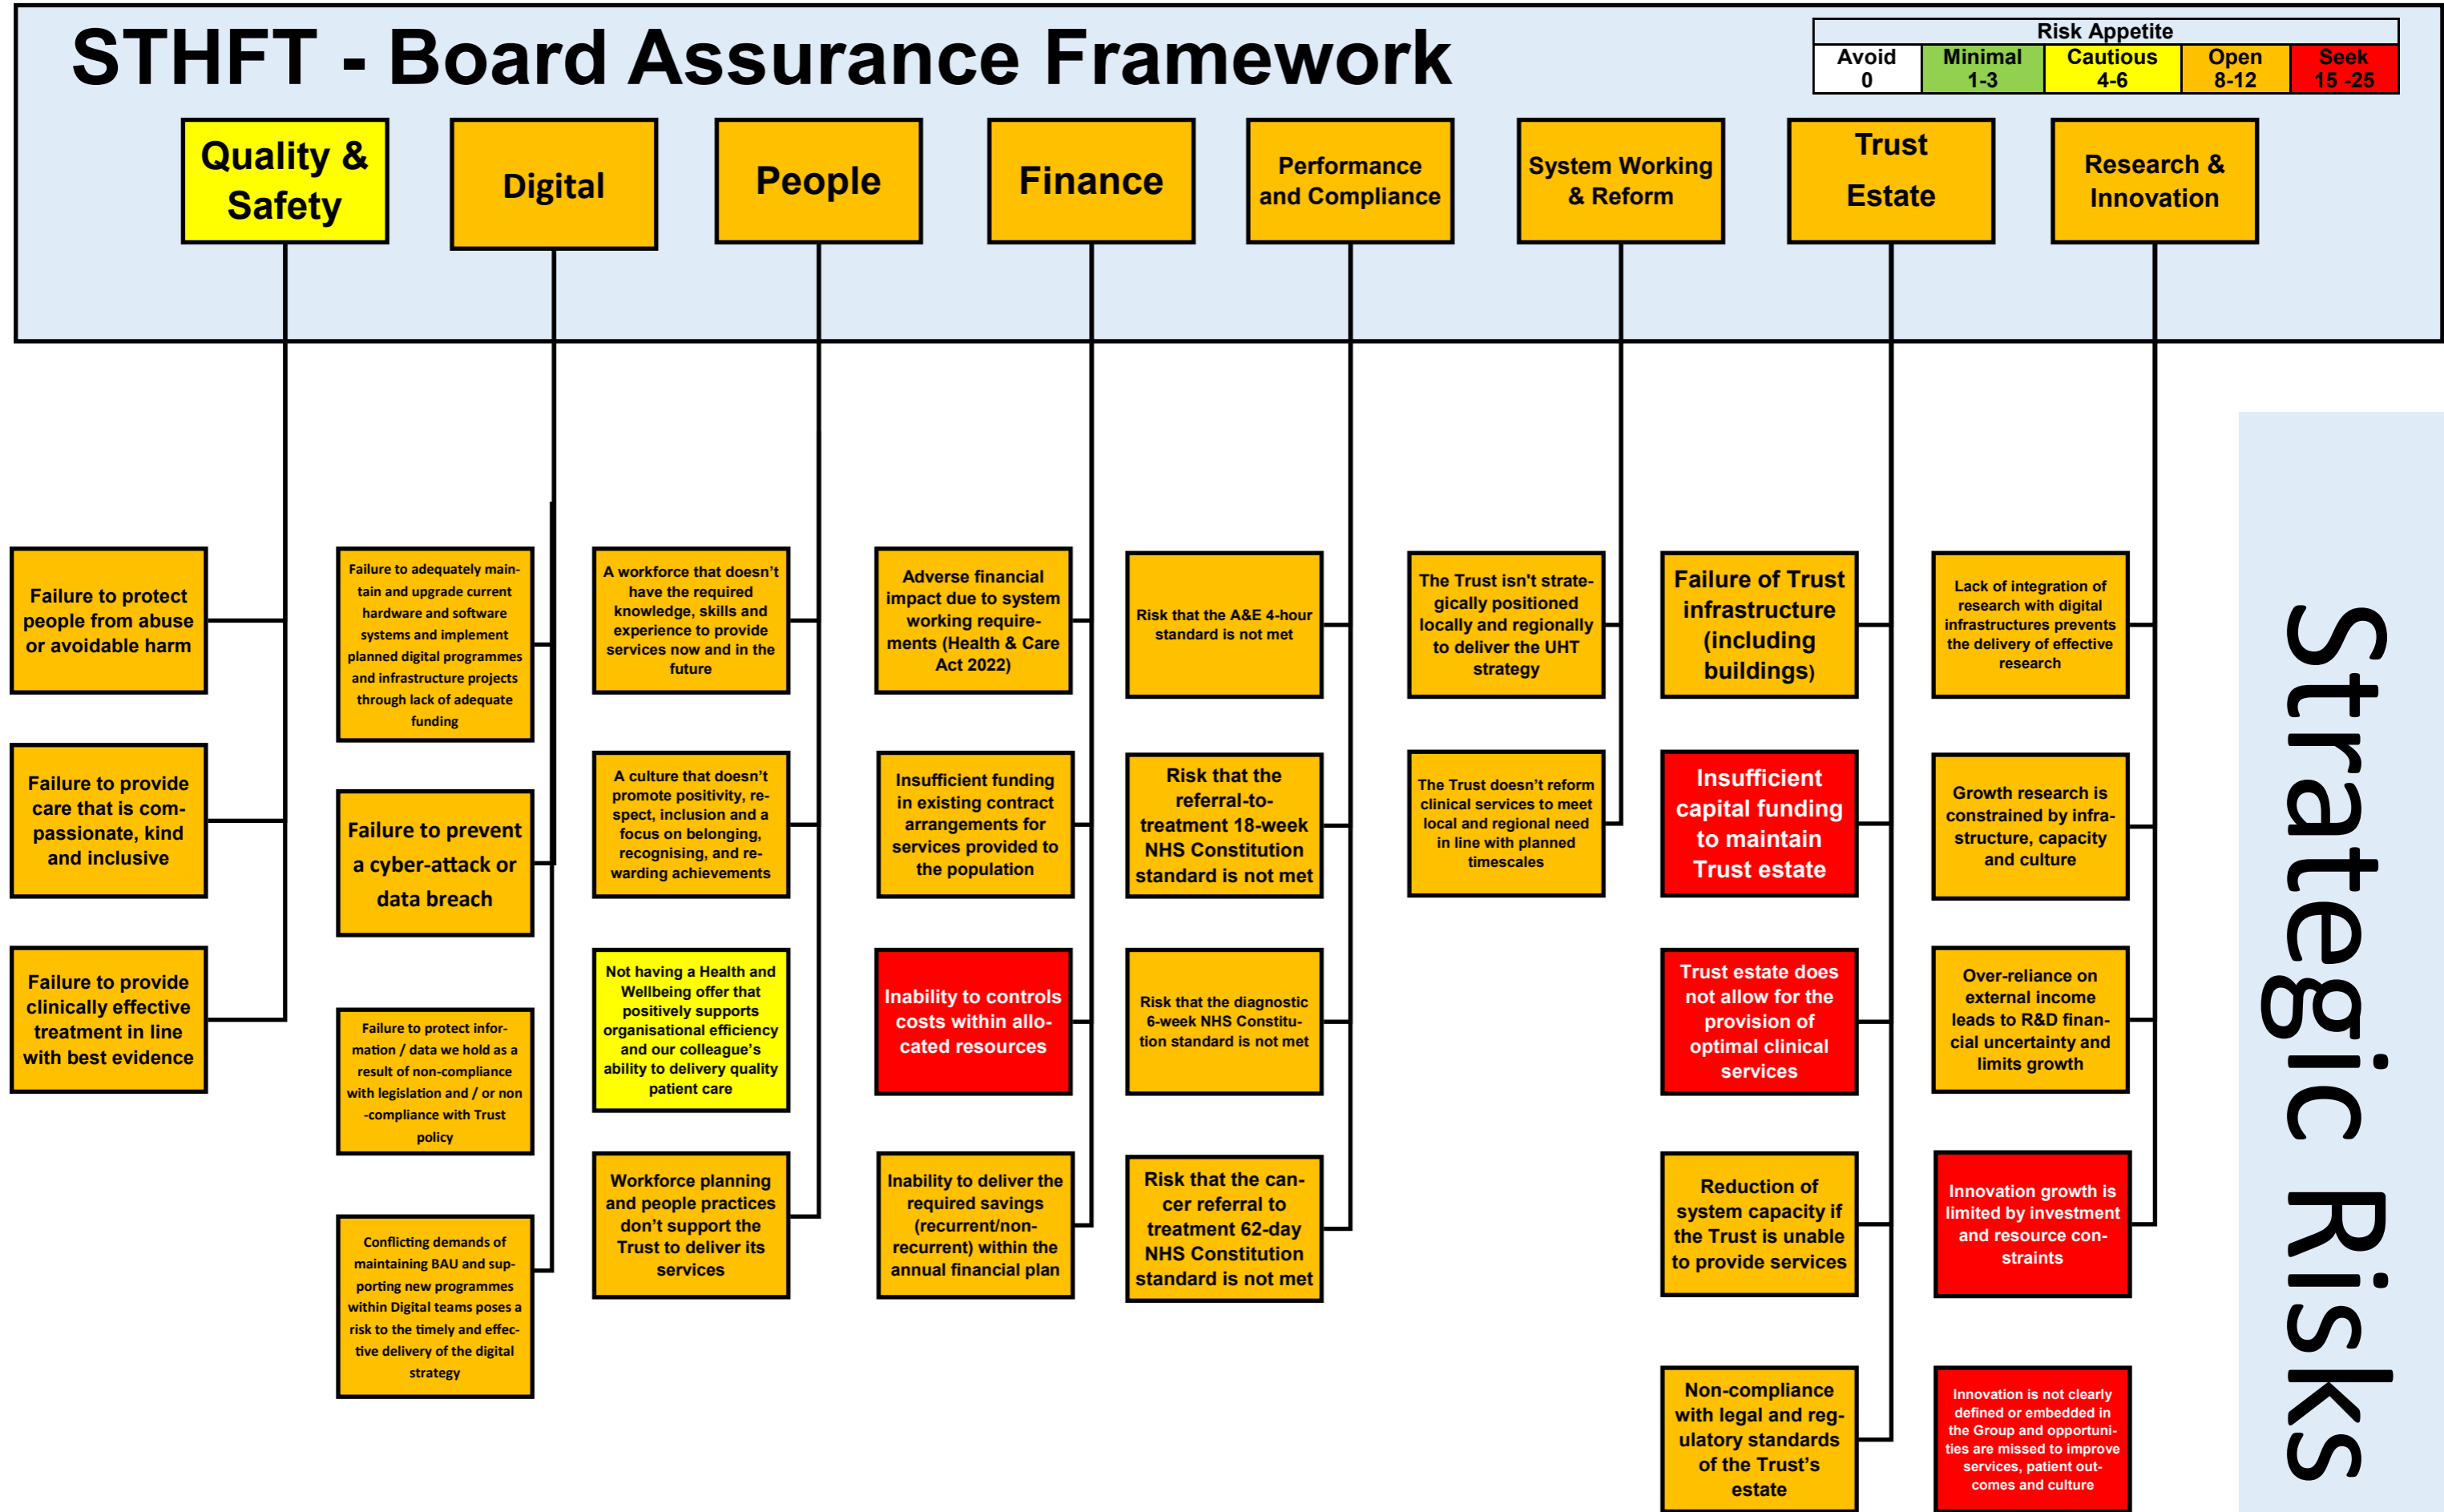 STHFT - Board Assurance Framework
Risk Appetite
Avoid
0
Minimal
1-3
Cautious
4-6
Open
8-12
Seek
15 -25
Quality &
Safety
Digital
People
Finance
Performance
and Compliance
System Working
& Reform
Trust
Estate
Research &
Innovation
Failure to protect
people from abuse
or avoidable harm
Failure to provide
care that is com-
passionate, kind
and inclusive
Failure to provide
clinically effective
treatment in line
with best evidence
Failure to adequately main-
tain and upgrade current
hardware and software
systems and implement
planned digital programmes
and infrastructure projects
through lack of adequate
funding
Failure to prevent
a cyber-attack or
data breach
Failure to protect infor-
mation / data we hold as a
result of non-compliance
with legislation and / or non
-compliance with Trust
policy
Conflicting demands of
maintaining BAU and sup-
porting new programmes
within Digital teams poses a
risk to the timely and effec-
tive delivery of the digital
strategy
A workforce that doesn't
have the required
knowledge, skills and
experience to provide
services now and in the
future
A culture that doesn't
promote positivity, re-
spect, inclusion and a
focus on belonging,
recognising, and re-
warding achievements
Not having a Health and
Wellbeing offer that
positively supports
organisational efficiency
and our colleague's
ability to delivery quality
patient care
Workforce planning
and people practices
don't support the
Trust to deliver its
services
Adverse financial
impact due to system
working require-
ments (Health & Care
Act 2022)
Insufficient funding
in existing contract
arrangements for
services provided to
the population
Inability to controls
costs within allo-
cated resources
Inability to deliver the
required savings
(recurrent/non-
recurrent) within the
annual financial plan
Risk that the A&E 4-hour
standard is not met
Risk that the
referral-to-
treatment 18-week
NHS Constitution
standard is not met
Risk that the diagnostic
6-week NHS Constitu-
tion standard is not met
Risk that the can-
cer referral to
treatment 62-day
NHS Constitution
standard is not met
The Trust isn't strate-
gically positioned
locally and regionally
to deliver the UHT
strategy
The Trust doesn't reform
clinical services to meet
local and regional need
in line with planned
timescales
Failure of Trust
infrastructure
(including
buildings)
Insufficient
capital funding
to maintain
Trust estate
Trust estate does
not allow for the
provision of
optimal clinical
services
Reduction of
system capacity if
the Trust is unable
to provide services
Non-compliance
with legal and reg-
ulatory standards
of the Trust's
estate
Lack of integration of
research with digital
infrastructures prevents
the delivery of effective
research
Growth research is
constrained by infra-
structure, capacity
and culture
Over-reliance on
external income
leads to R&D finan-
cial uncertainty and
limits growth
Innovation growth is
limited by investment
and resource con-
straints
Innovation is not clearly
defined or embedded in
the Group and opportuni-
ties are missed to improve
services, patient out-
comes and culture
Strategic Risks